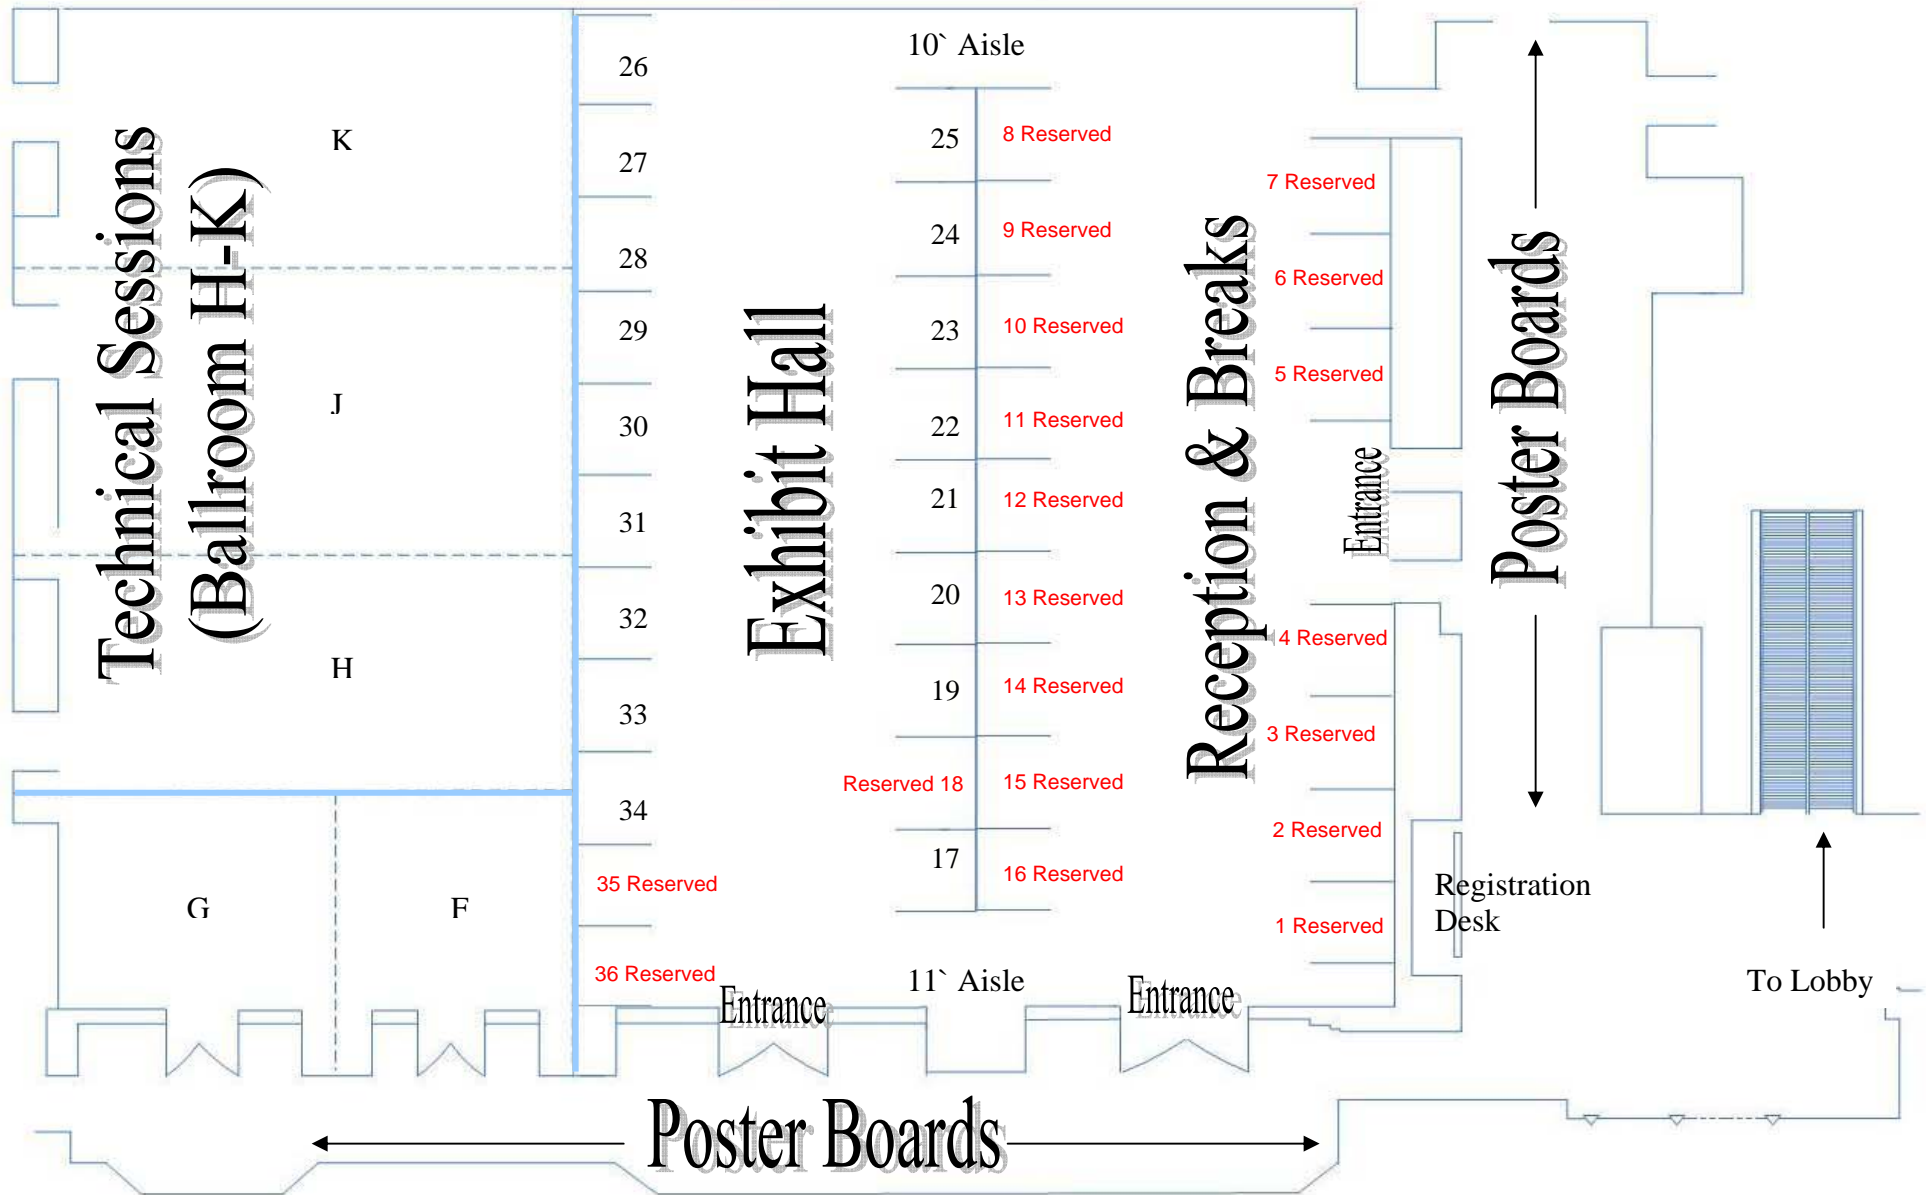 Technical Sessions
(Ballroom H-K)
K
J
H
G
F
26
27
28
29
30
31
32
33
34
35 Reserved
36 Reserved
Exhibit Hall
10` Aisle
25
24
23
22
21
20
19
Reserved 18
17
8 Reserved
9 Reserved
10 Reserved
11 Reserved
12 Reserved
13 Reserved
14 Reserved
15 Reserved
16 Reserved
11` Aisle
Reception & Breaks
7 Reserved
6 Reserved
5 Reserved
Entrance
4 Reserved
3 Reserved
2 Reserved
1 Reserved
Entrance
Entrance
Poster Boards
Registration
Desk
To Lobby
Poster Boards